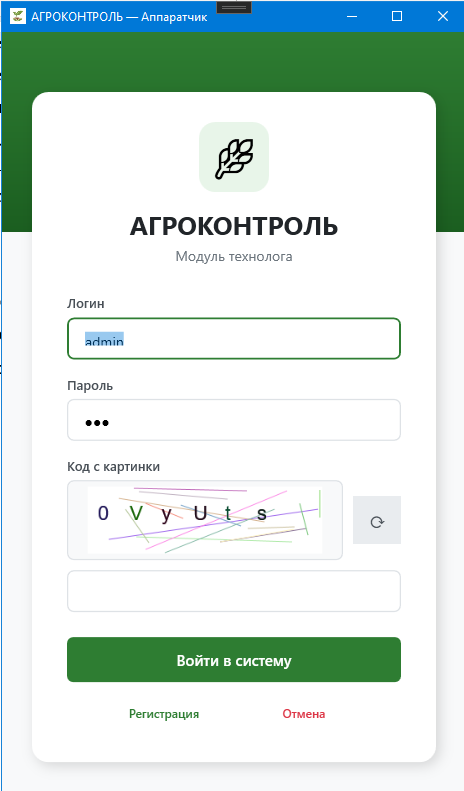 АГРОКОНТРОЛЬ — Аппаратчик
АГРОКОНТРОЛЬ
Модуль технолога
Логин
admin
Пароль
•••
Код с картинки
0 V y U t s
Войти в систему
Регистрация Отмена